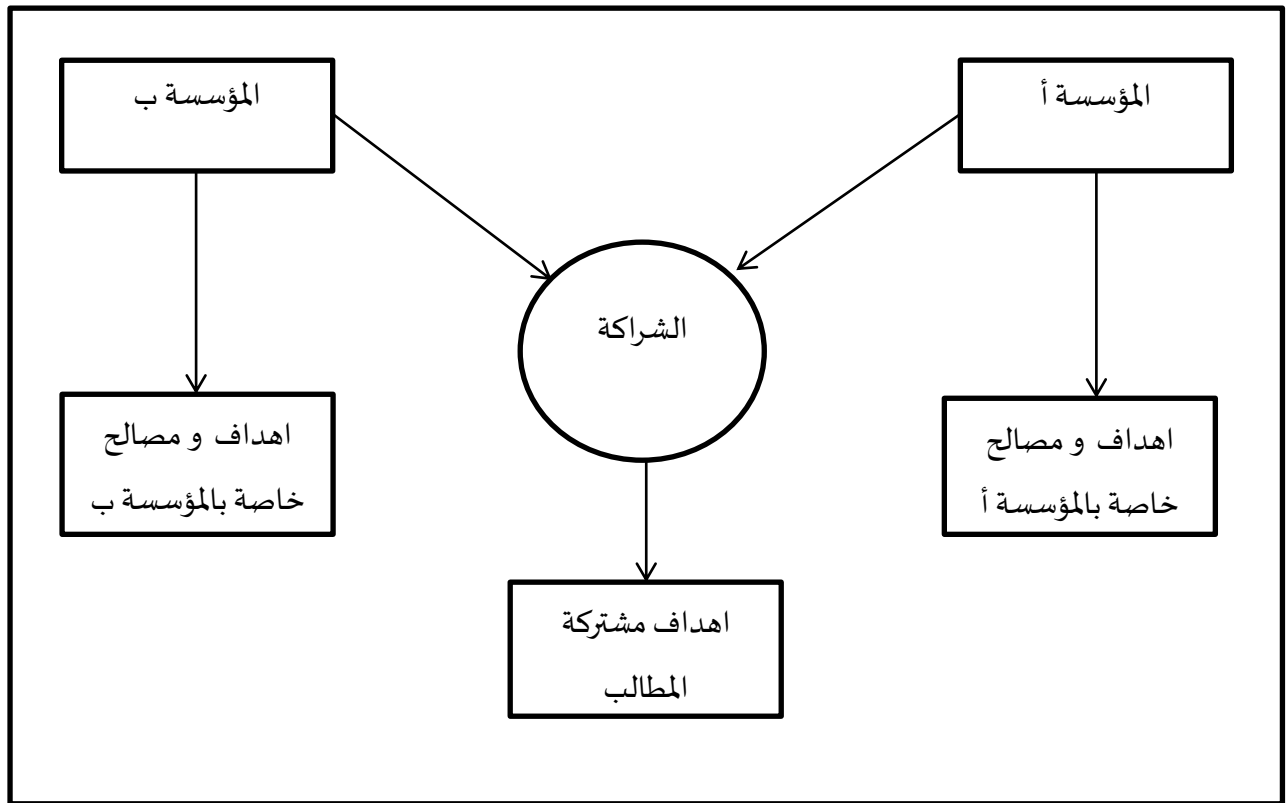 المؤسسة أ
المؤسسة ب
الشراكة
اهداف و مصالح
خاصة بالمؤسسة أ
اهداف و مصالح
خاصة بالمؤسسة ب
اهداف مشتركة
المطالب